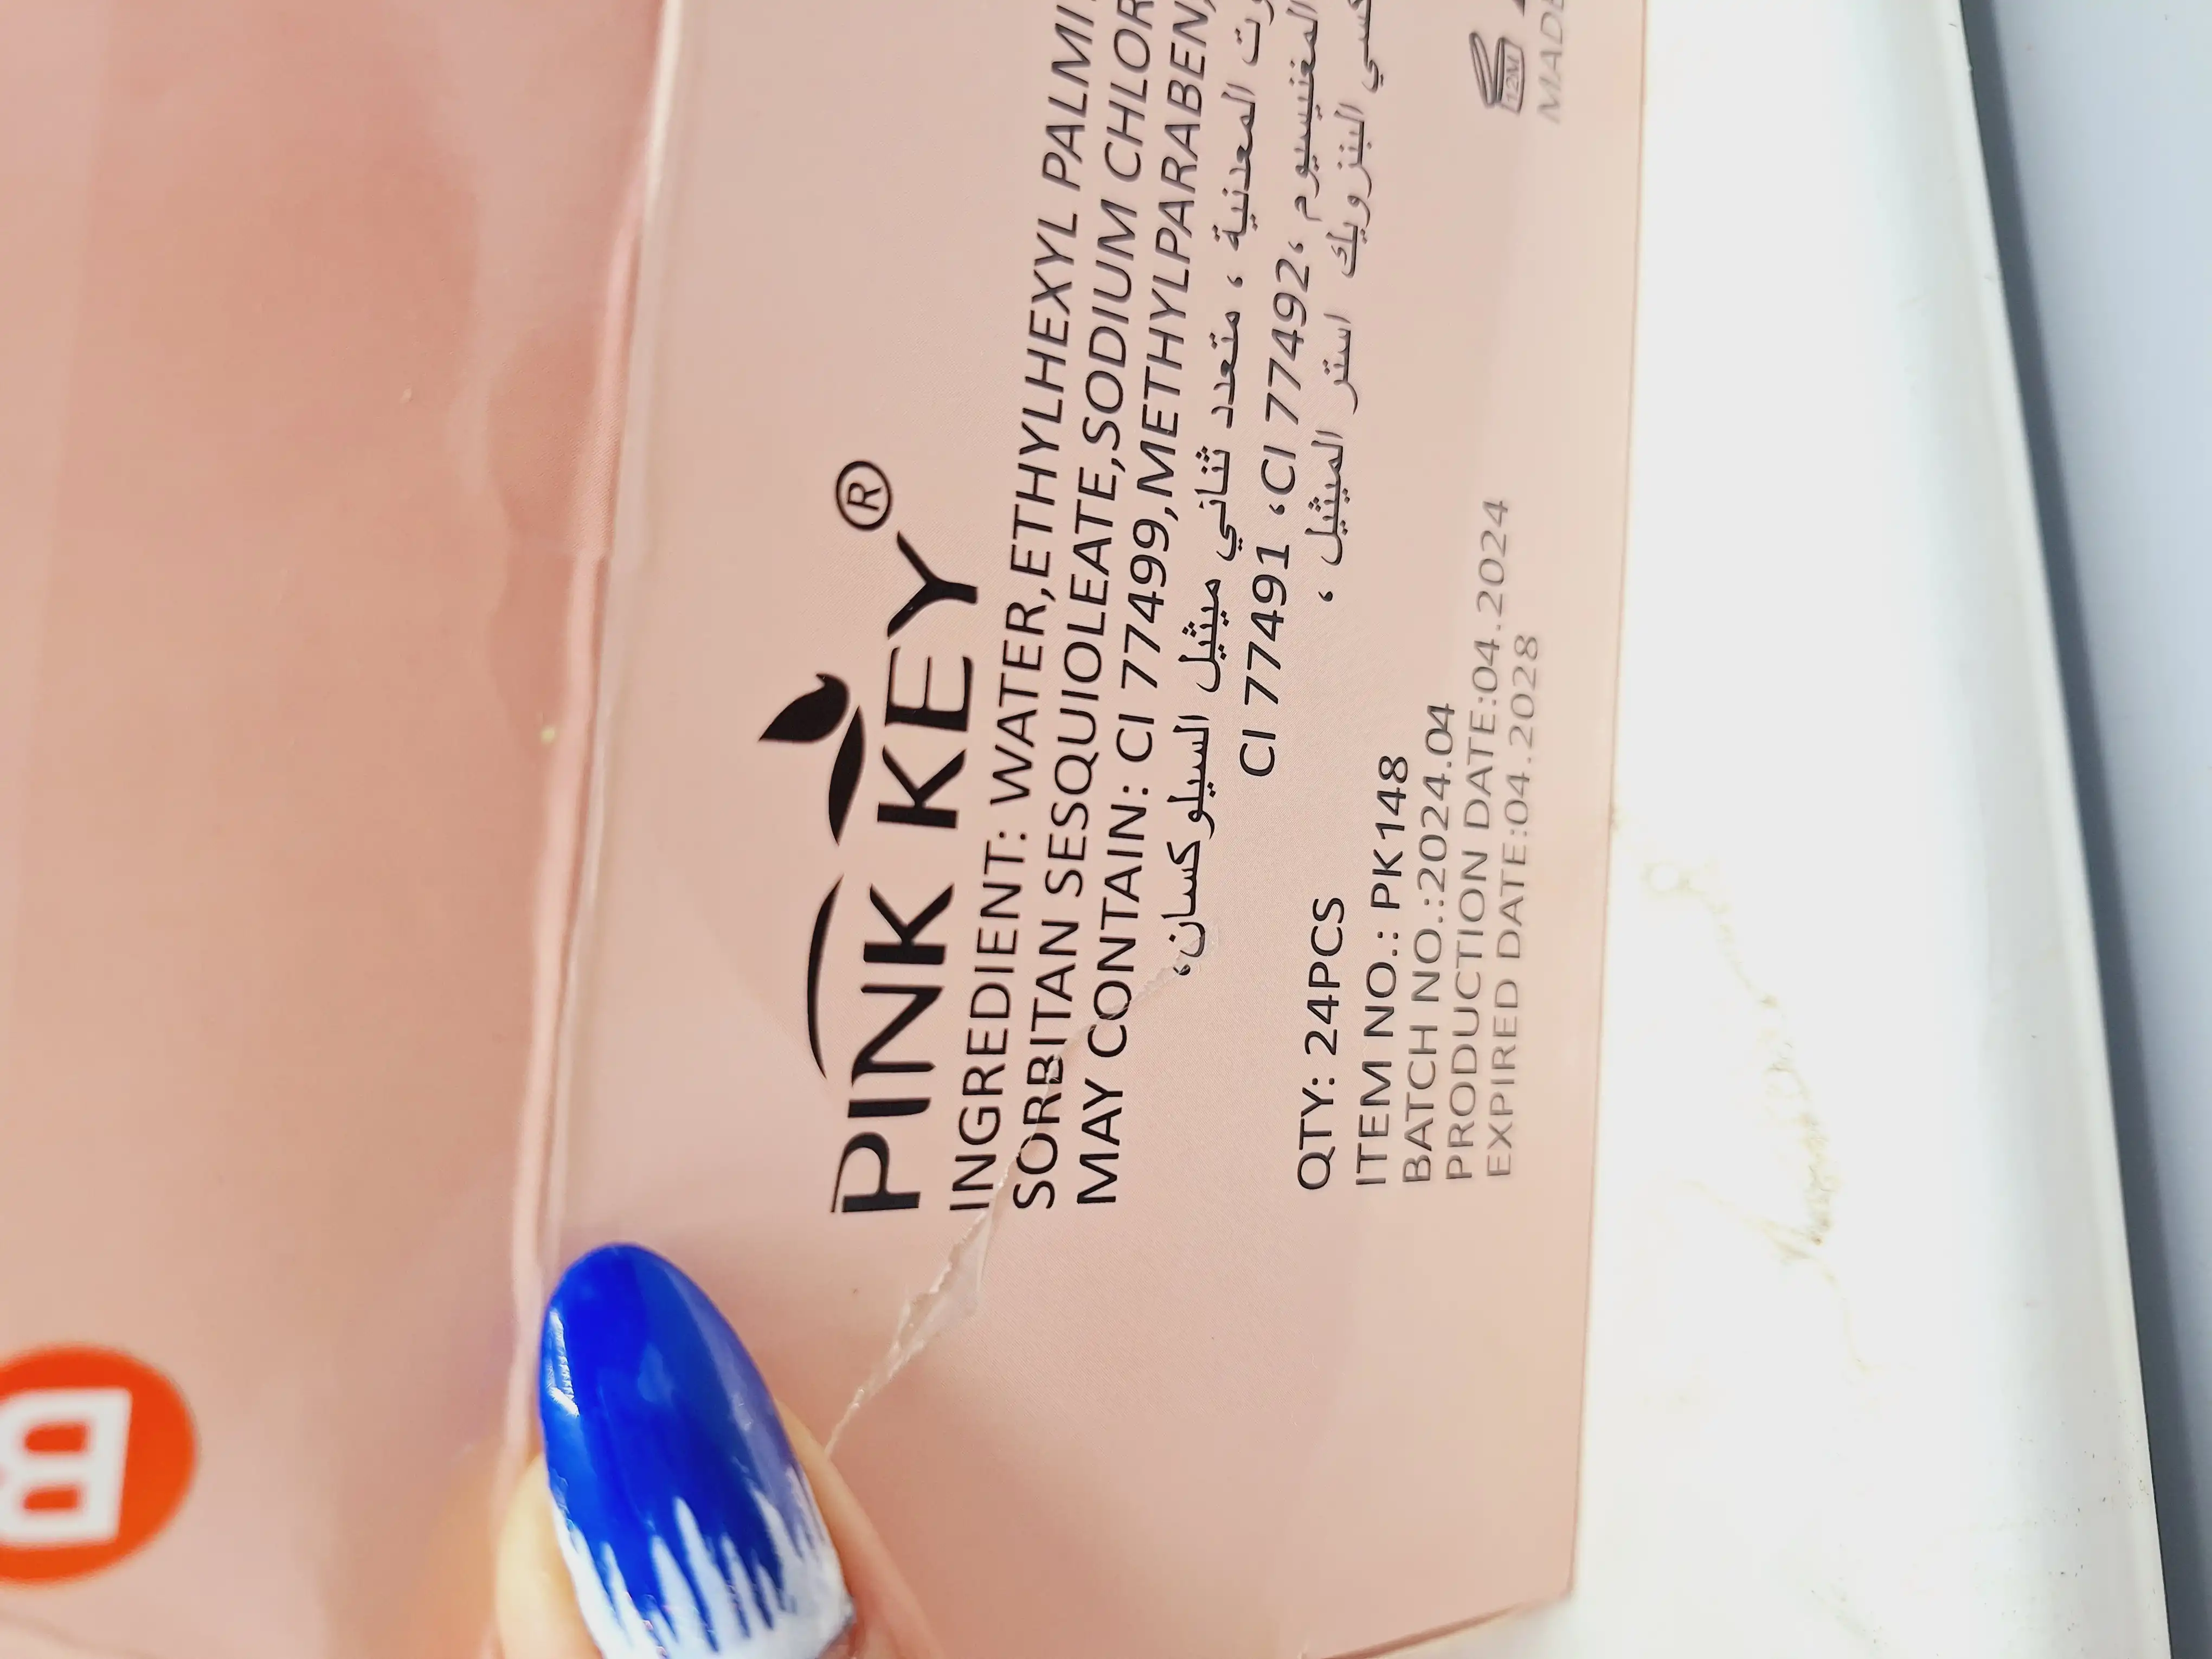 PINK KEY®
INGREDIENT: WATER,ETHYLHEXYL
SORBITAN SESQUIOLEATE,SODIUM
MAY CONTAIN: CI 77499,METHYLPARABEN,
المعدنية ، متعدد ثنائي ميثيل السيلوكسان،
CI 77491 ،CI 77492، المغنيسيوم
البنزويك استر الميثيل ،
QTY: 24PCS
ITEM NO.: PK148
BATCH NO.:2024.04
PRODUCTION DATE:04.2024
EXPIRED DATE:04.2028
12M
MADE
B